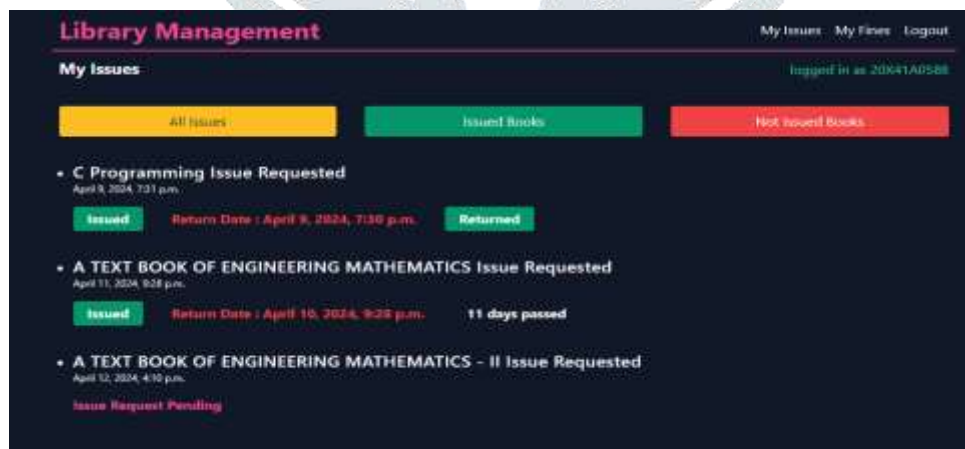 Library Management
My Issues My Fines Logout
My Issues
logged in as 20X41A0588
All Issues
Issued Books
Not Issued Books
C Programming Issue Requested
April 9, 2024, 7:31 p.m.
Issued Return Date : April 9, 2024, 7:30 p.m. Returned
A TEXT BOOK OF ENGINEERING MATHEMATICS Issue Requested
April 11, 2024, 9:28 p.m.
Issued Return Date : April 10, 2024, 9:28 p.m. 11 days passed
A TEXT BOOK OF ENGINEERING MATHEMATICS - II Issue Requested
April 12, 2024, 4:10 p.m.
Issue Request Pending